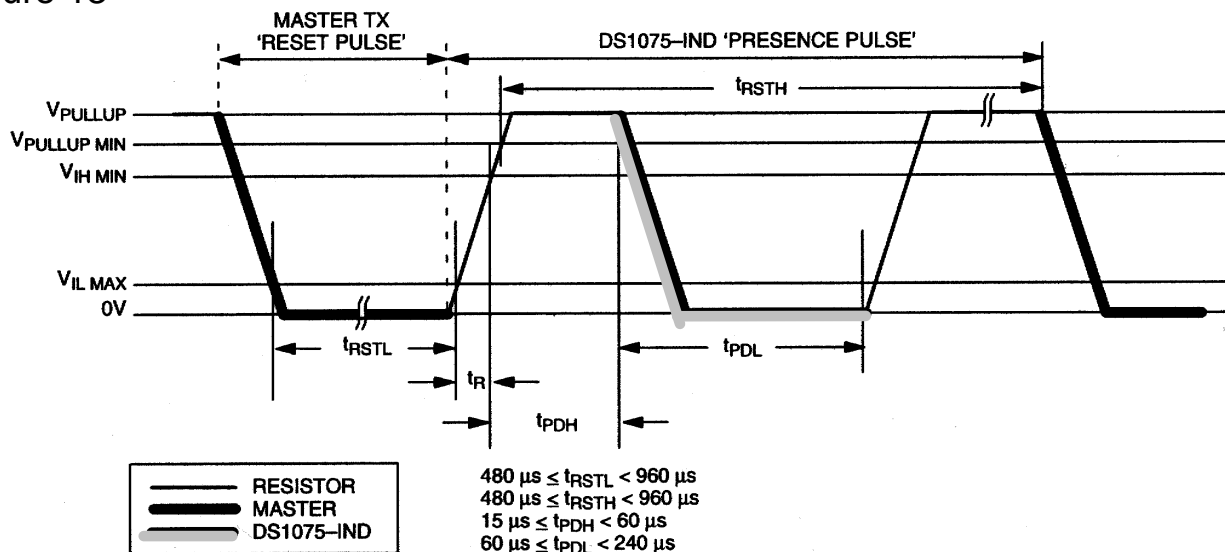 MASTER TX
'RESET PULSE'
DS1075–IND 'PRESENCE PULSE'
tRSTH
VPULLUP
VPULLUP MIN
VIH MIN
VIL MAX
0V
tRSTL
tPDL
tR
tPDH
RESISTOR
MASTER
DS1075–IND
480 µs ≤ tRSTL < 960 µs
480 µs ≤ tRSTH < 960 µs
15 µs ≤ tPDH < 60 µs
60 µs ≤ tPDL < 240 µs